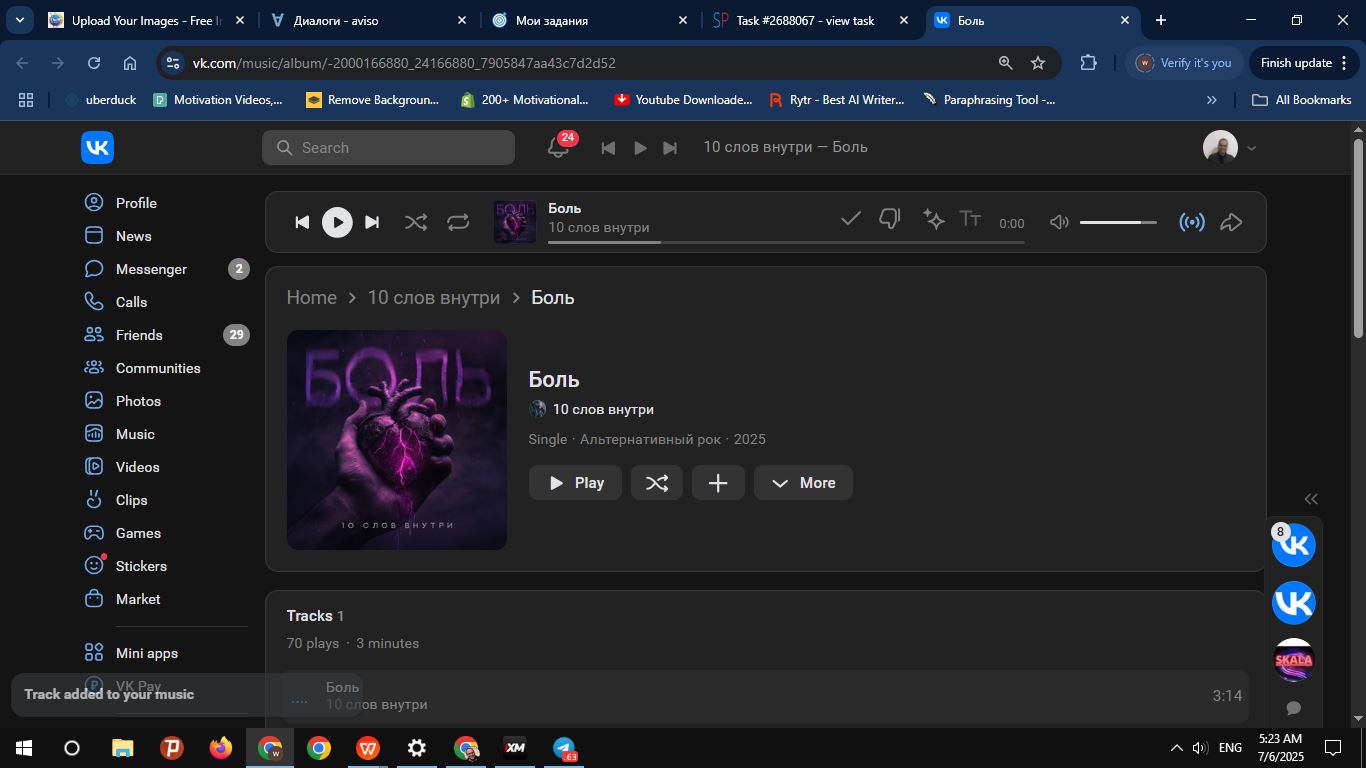 Upload Your Images - Free Ir
Диалоги - aviso
Мои задания
Task #2688067 - view task
Боль
vk.com/music/album/-2000166880_24166880_7905847aa43c7d2d52
Verify it's you
Finish update
uberduck
Motivation Videos,...
Remove Backgroun...
200+ Motivational...
Youtube Downloade...
Rytr - Best AI Writer...
Paraphrasing Tool -...
All Bookmarks
Search
24
10 слов внутри — Боль
Profile
News
Messenger
2
Calls
Friends
29
Communities
Photos
Music
Videos
Clips
Games
Stickers
Market
Mini apps
VK Pay
Track added to your music
Боль
10 слов внутри
0:00
Home
10 слов внутри
Боль
БОЛЬ
10 СЛОВ ВНУТРИ
Боль
10 слов внутри
Single · Альтернативный рок · 2025
Play
More
Tracks 1
70 plays · 3 minutes
Боль
10 слов внутри
3:14
8
SKALA
63
ENG
5:23 AM
7/6/2025